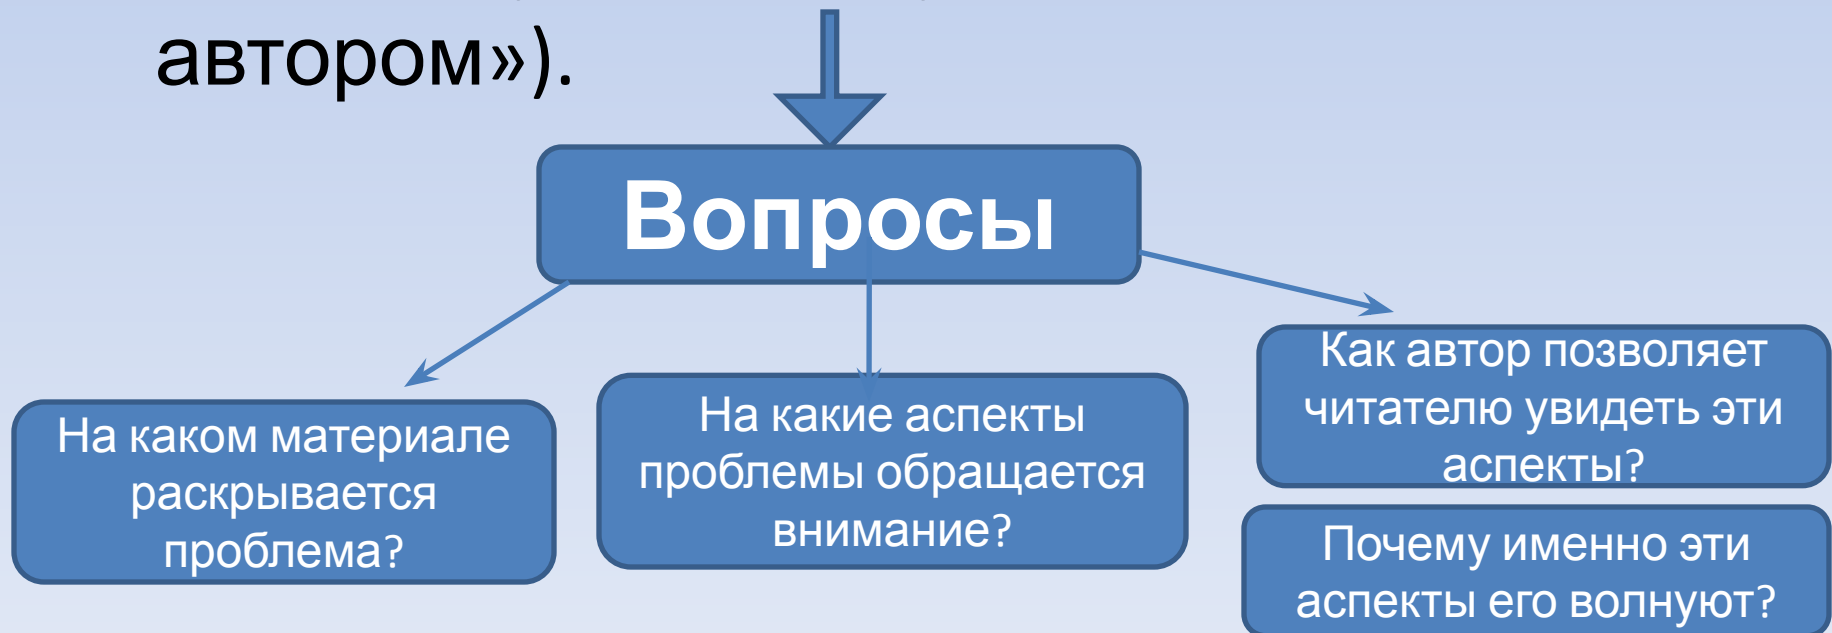 автором»).
Вопросы
На каком материале
раскрывается
проблема?
На какие аспекты
проблемы обращается
внимание?
Как автор позволяет
читателю увидеть эти
аспекты?
Почему именно эти
аспекты его волнуют?